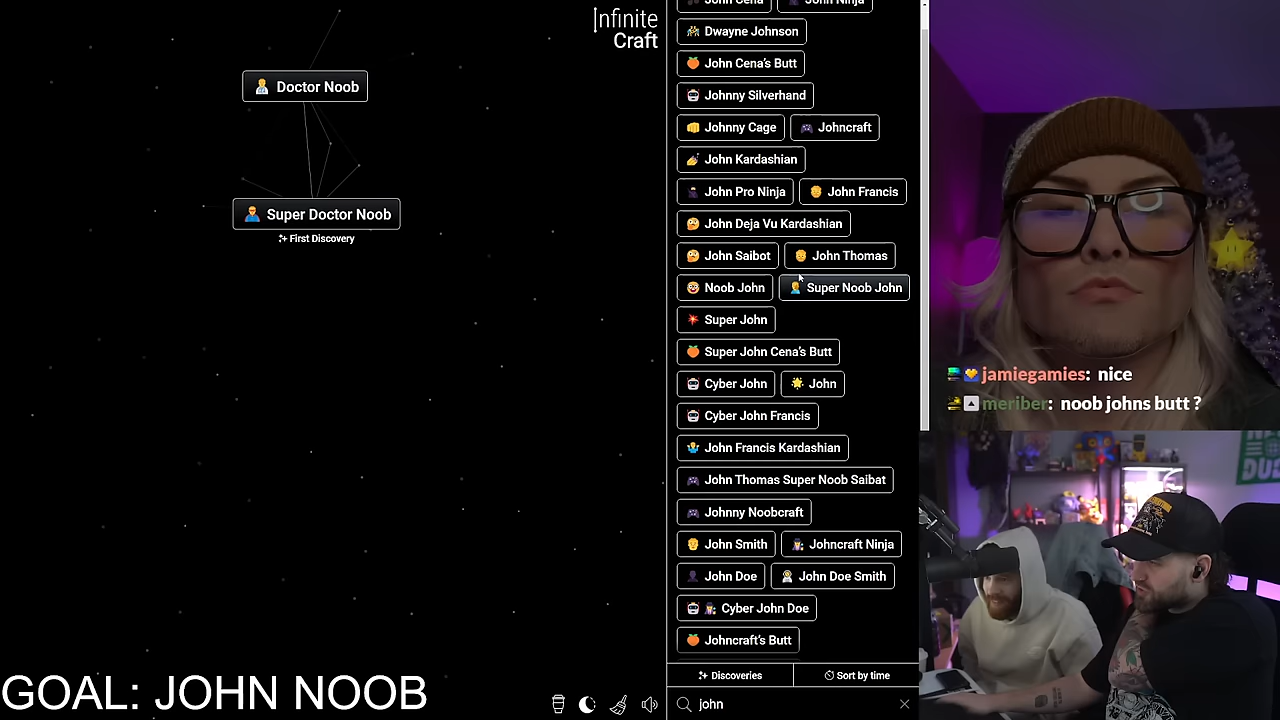 Infinite
Craft
Doctor Noob
Super Doctor Noob
First Discovery
John Cena
John Ninja
Dwayne Johnson
John Cena's Butt
Johnny Silverhand
Johnny Cage
Johncraft
John Kardashian
John Pro Ninja
John Francis
John Deja Vu Kardashian
John Saibot
John Thomas
Noob John
Super Noob John
Super John
Super John Cena's Butt
Cyber John
John
Cyber John Francis
John Francis Kardashian
John Thomas Super Noob Saibat
Johnny Noobcraft
John Smith
Johncraft Ninja
John Doe
John Doe Smith
Cyber John Doe
Johncraft's Butt
Discoveries
Sort by time
john
GOAL: JOHN NOOB
jamiegamies: nice
meriber: noob johns butt ?